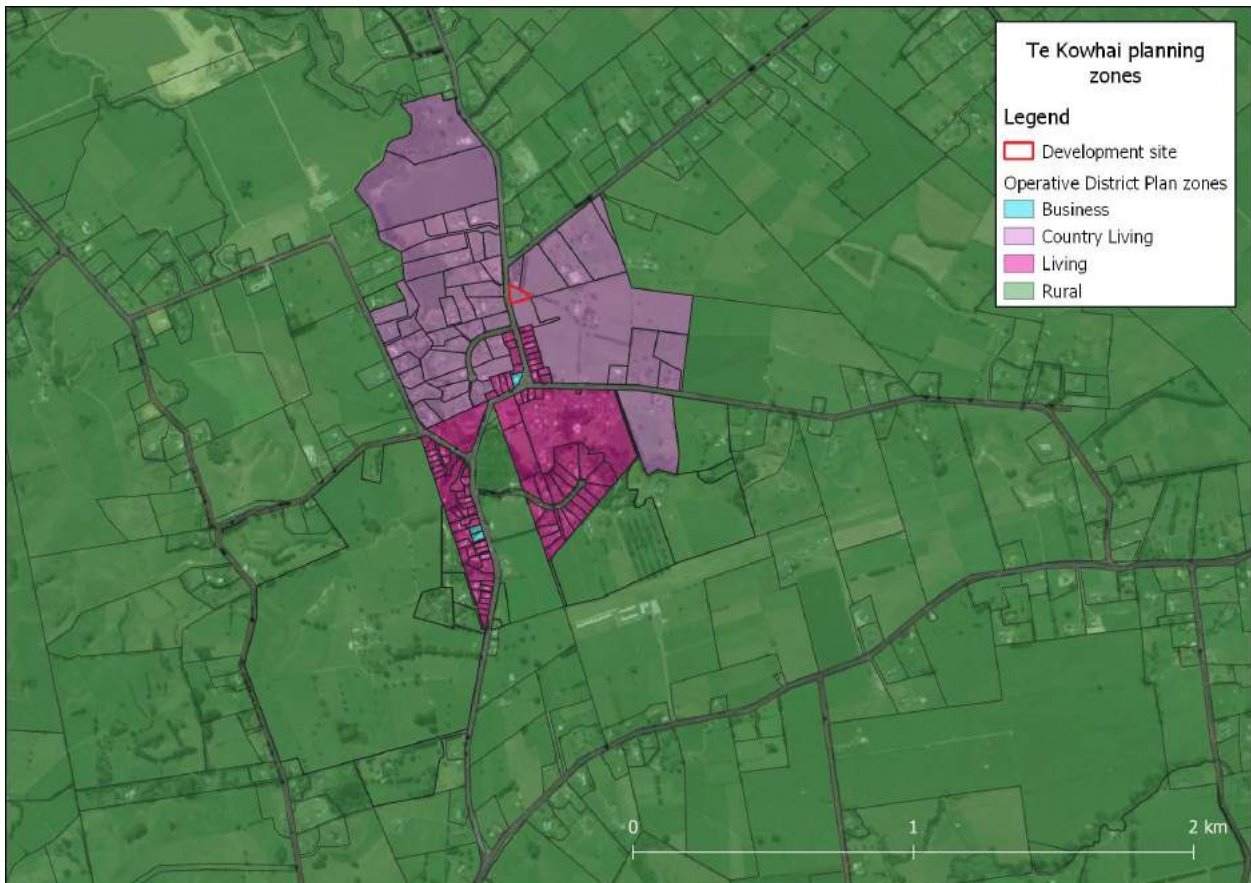 Te Kowhai planning
zones
Legend
Development site
Operative District Plan zones
Business
Country Living
Living
Rural
0 1 2 km